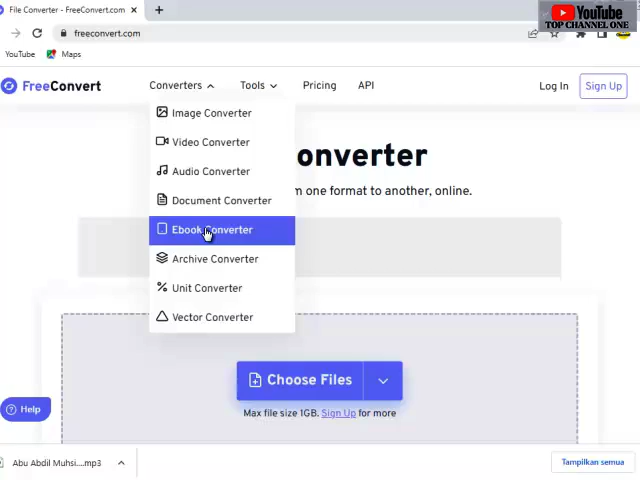 File Converter - FreeConvert.com
YouTube
TOP CHANNEL ONE
freeconvert.com
YouTube
Maps
FreeConvert
Converters
Tools
Pricing
API
Log In
Sign Up
Image Converter
Video Converter
Audio Converter
Document Converter
Ebook Converter
Archive Converter
Unit Converter
Vector Converter
onverter
m one format to another, online.
Choose Files
Max file size 1GB. Sign Up for more
Help
Abu Abdil Muhsi....mp3
Tampilkan semua